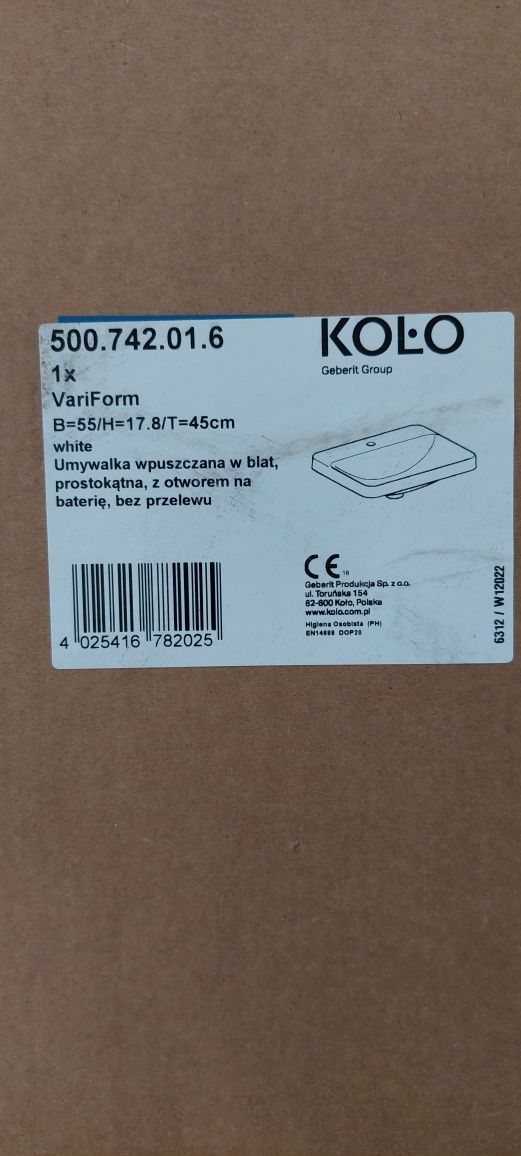 500.742.01.6
1x
VariForm
B=55/H=17.8/T=45cm
white
Umywalka wpuszczana w blat,
prostokątna, z otworem na
baterię, bez przelewu
KOŁO
Geberit Group
CE 16
Geberit Produkcja Sp. z o.o.
ul. Toruńska 154
62-600 Koło, Polska
www.kolo.com.pl
Higiena Osobista (PH)
EN14688 DOP20
6312 / W12022
4 025416 782025